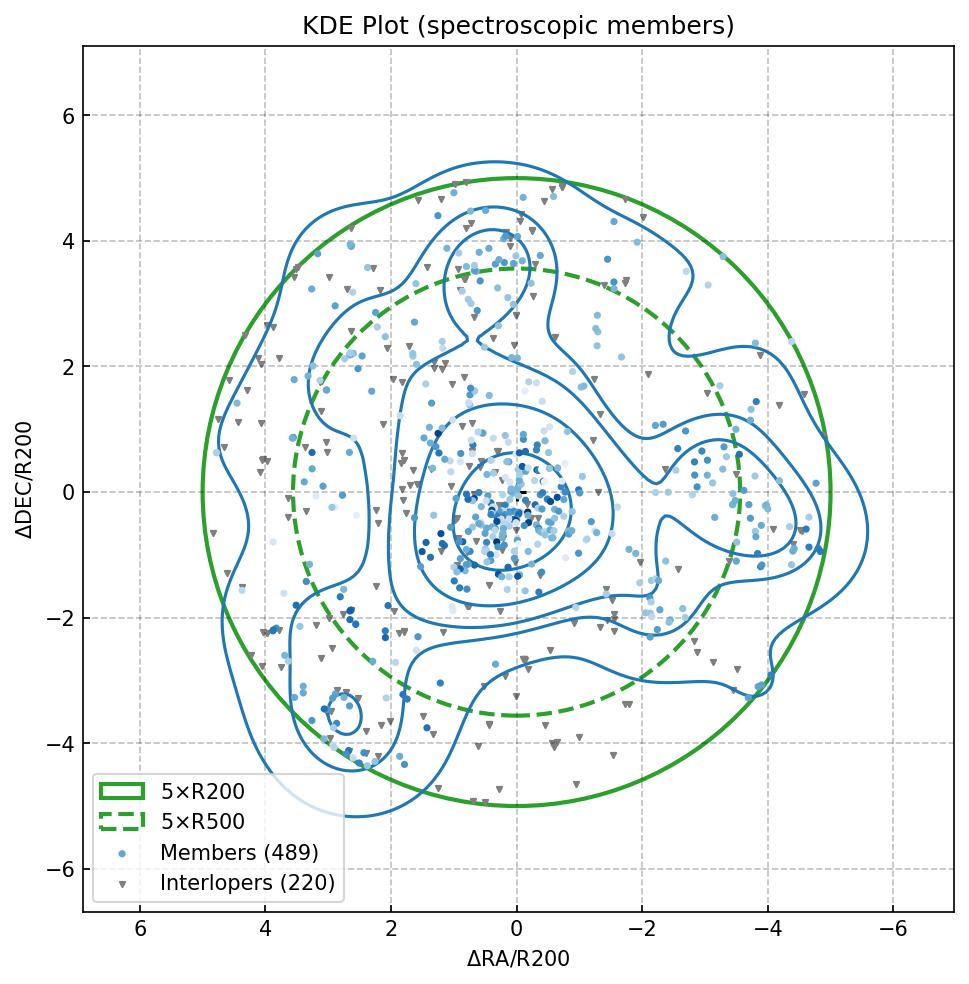 KDE Plot (spectroscopic members)
6
4
2
0
−2
−4
−6
ΔDEC/R200
5×R200
5×R500
Members (489)
Interlopers (220)
6
4
2
0
−2
−4
−6
ΔRA/R200